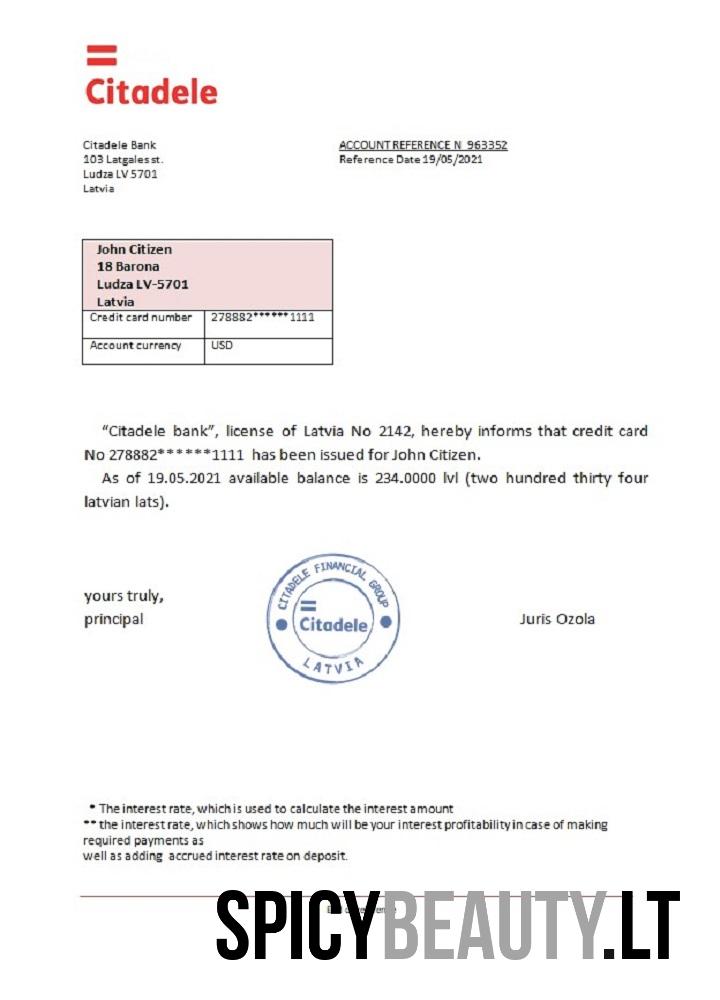 Citadele
Citadele Bank
103 Latgales st.
Ludza LV 5701
Latvia
ACCOUNT REFERENCE N 963352
Reference Date 19/05/2021
John Citizen
18 Barona
Ludza LV-5701
Latvia
Credit card number 278882******1111
Account currency USD
“Citadele bank”, license of Latvia No 2142, hereby informs that credit card
No 278882******1111 has been issued for John Citizen.
As of 19.05.2021 available balance is 234.0000 lvl (two hundred thirty four
latvian lats).
yours truly,
principal
CITADELE FINANCIAL GROUP
Citadele
LATVIA
Juris Ozola
* The interest rate, which is used to calculate the interest amount
** the interest rate, which shows how much will be your interest profitability in case of making
required payments as
well as adding accrued interest rate on deposit.
SPICYBEAUTY.LT